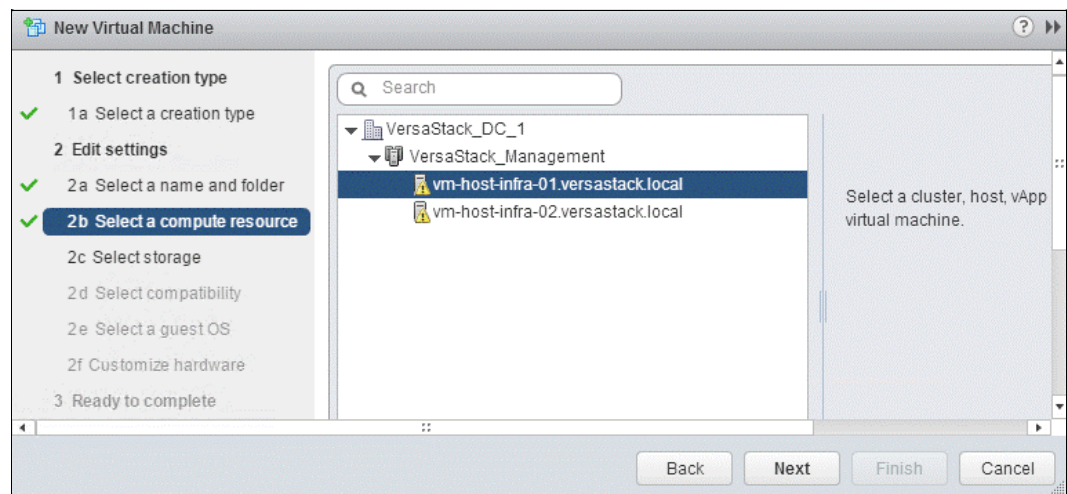 New Virtual Machine
?
1 Select creation type
1a Select a creation type
2 Edit settings
2a Select a name and folder
2b Select a compute resource
2c Select storage
2d Select compatibility
2e Select a guest OS
2f Customize hardware
3 Ready to complete
Search
VersaStack_DC_1
VersaStack_Management
vm-host-infra-01.versastack.local
vm-host-infra-02.versastack.local
Select a cluster, host, vApp
virtual machine.
Back Next Finish Cancel